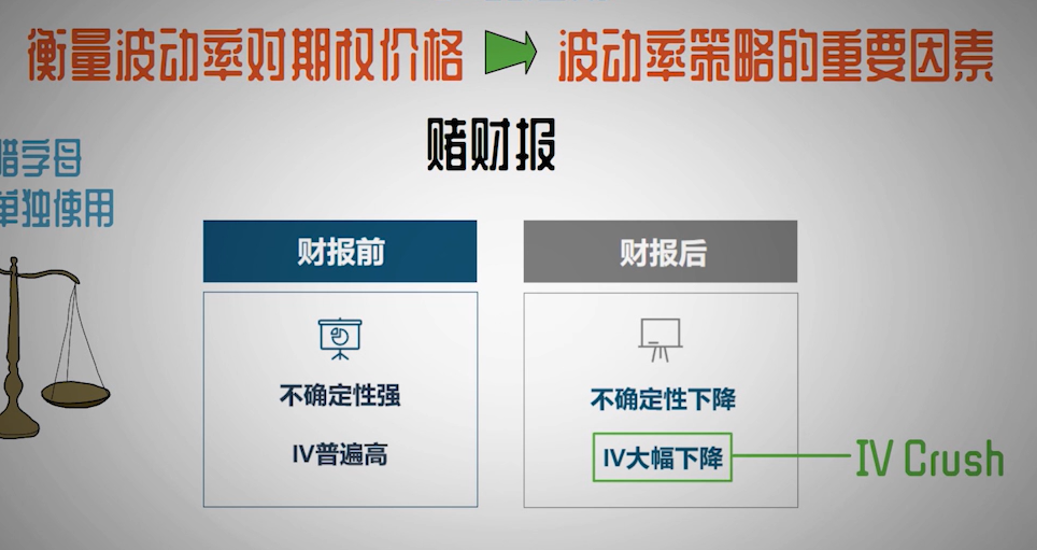 衡量波动率对期权价格 波动率策略的重要因素
赌财报
腊字母
单独使用
财报前 财报后
不确定性强 不确定性下降
IV普遍高 IV大幅下降 IV Crush